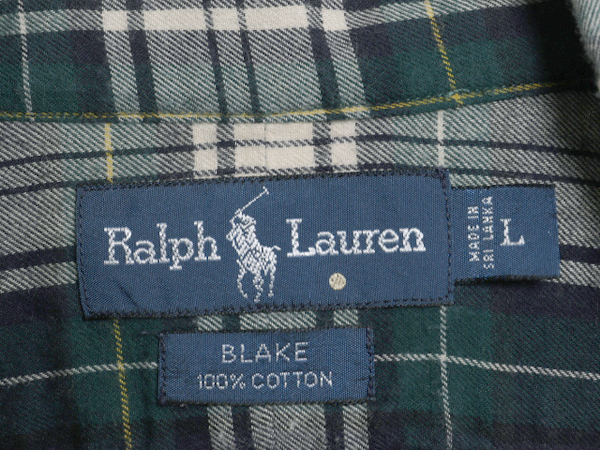 Ralph Lauren
MADE IN
SRI LANKA
L
BLAKE
100% COTTON